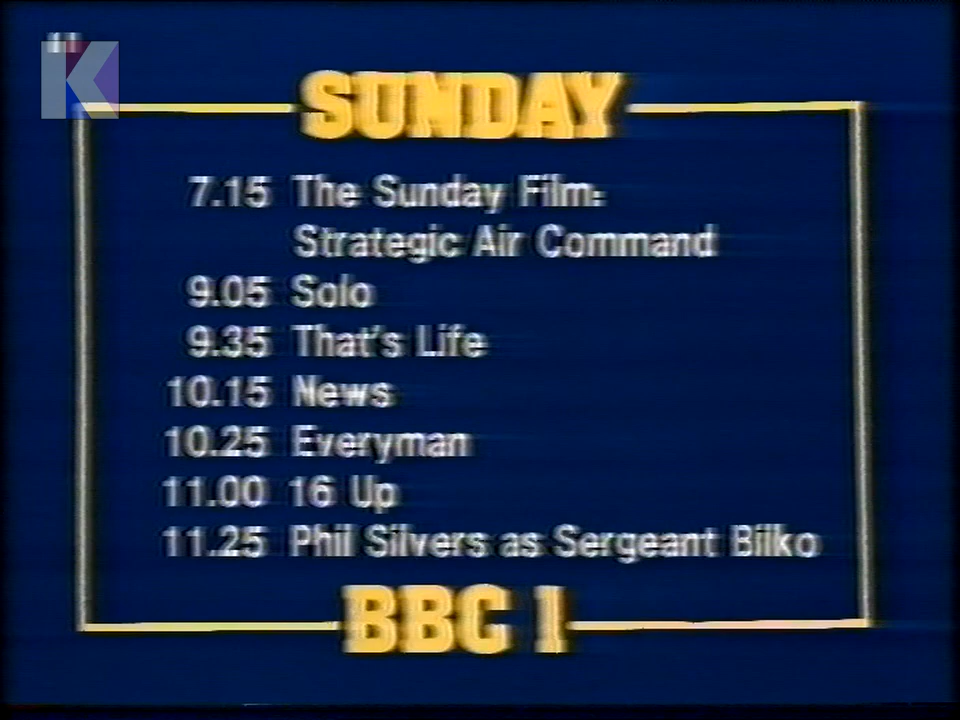 K
SUNDAY
7.15 The Sunday Film:
Strategic Air Command
9.05 Solo
9.35 That's Life
10.15 News
10.25 Everyman
11.00 16 Up
11.25 Phil Silvers as Sergeant Bilko
BBC 1